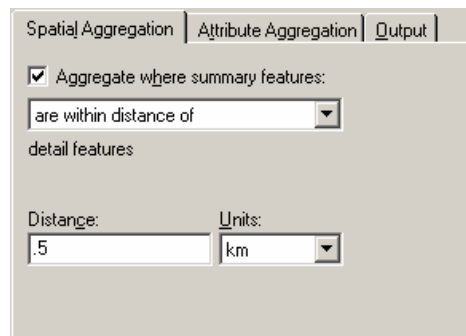 Spatial Aggregation Attribute Aggregation Output
Aggregate where summary features:
are within distance of
detail features
Distance: Units:
.5 km